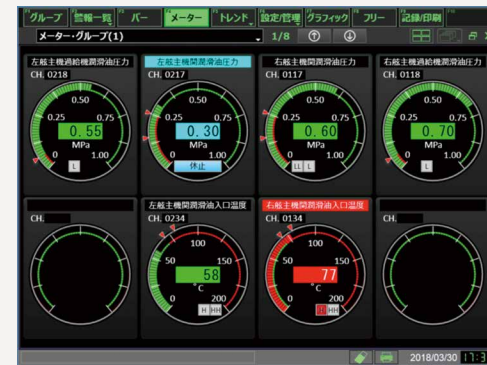 グループ 警報一覧 バー メーター トレンド 設定/管理 グラフィック フリー 記録/印刷
メーター・グループ(1) 1/8
左舷主機過給機潤滑油圧力 左舷主機関潤滑油圧力 右舷主機関潤滑油圧力 右舷主機過給機潤滑油圧力
CH. 0218 CH. 0217 CH. 0117 CH. 0118
0.50 0.50 0.50 0.50
0.25 0.75 0.25 0.75 0.25 0.75 0.25 0.75
0.55 0.30 0.60 0.70
MPa MPa MPa MPa
0 1.00 0 1.00 0 1.00 0 1.00
L 休止 LL L L
左舷主機関潤滑油入口温度 右舷主機関潤滑油入口温度
CH. CH. 0234 CH. 0134 CH.
100 100
50 150 50 150
58 77
°C °C
0 200 0 200
H HH H HH
2018/03/30